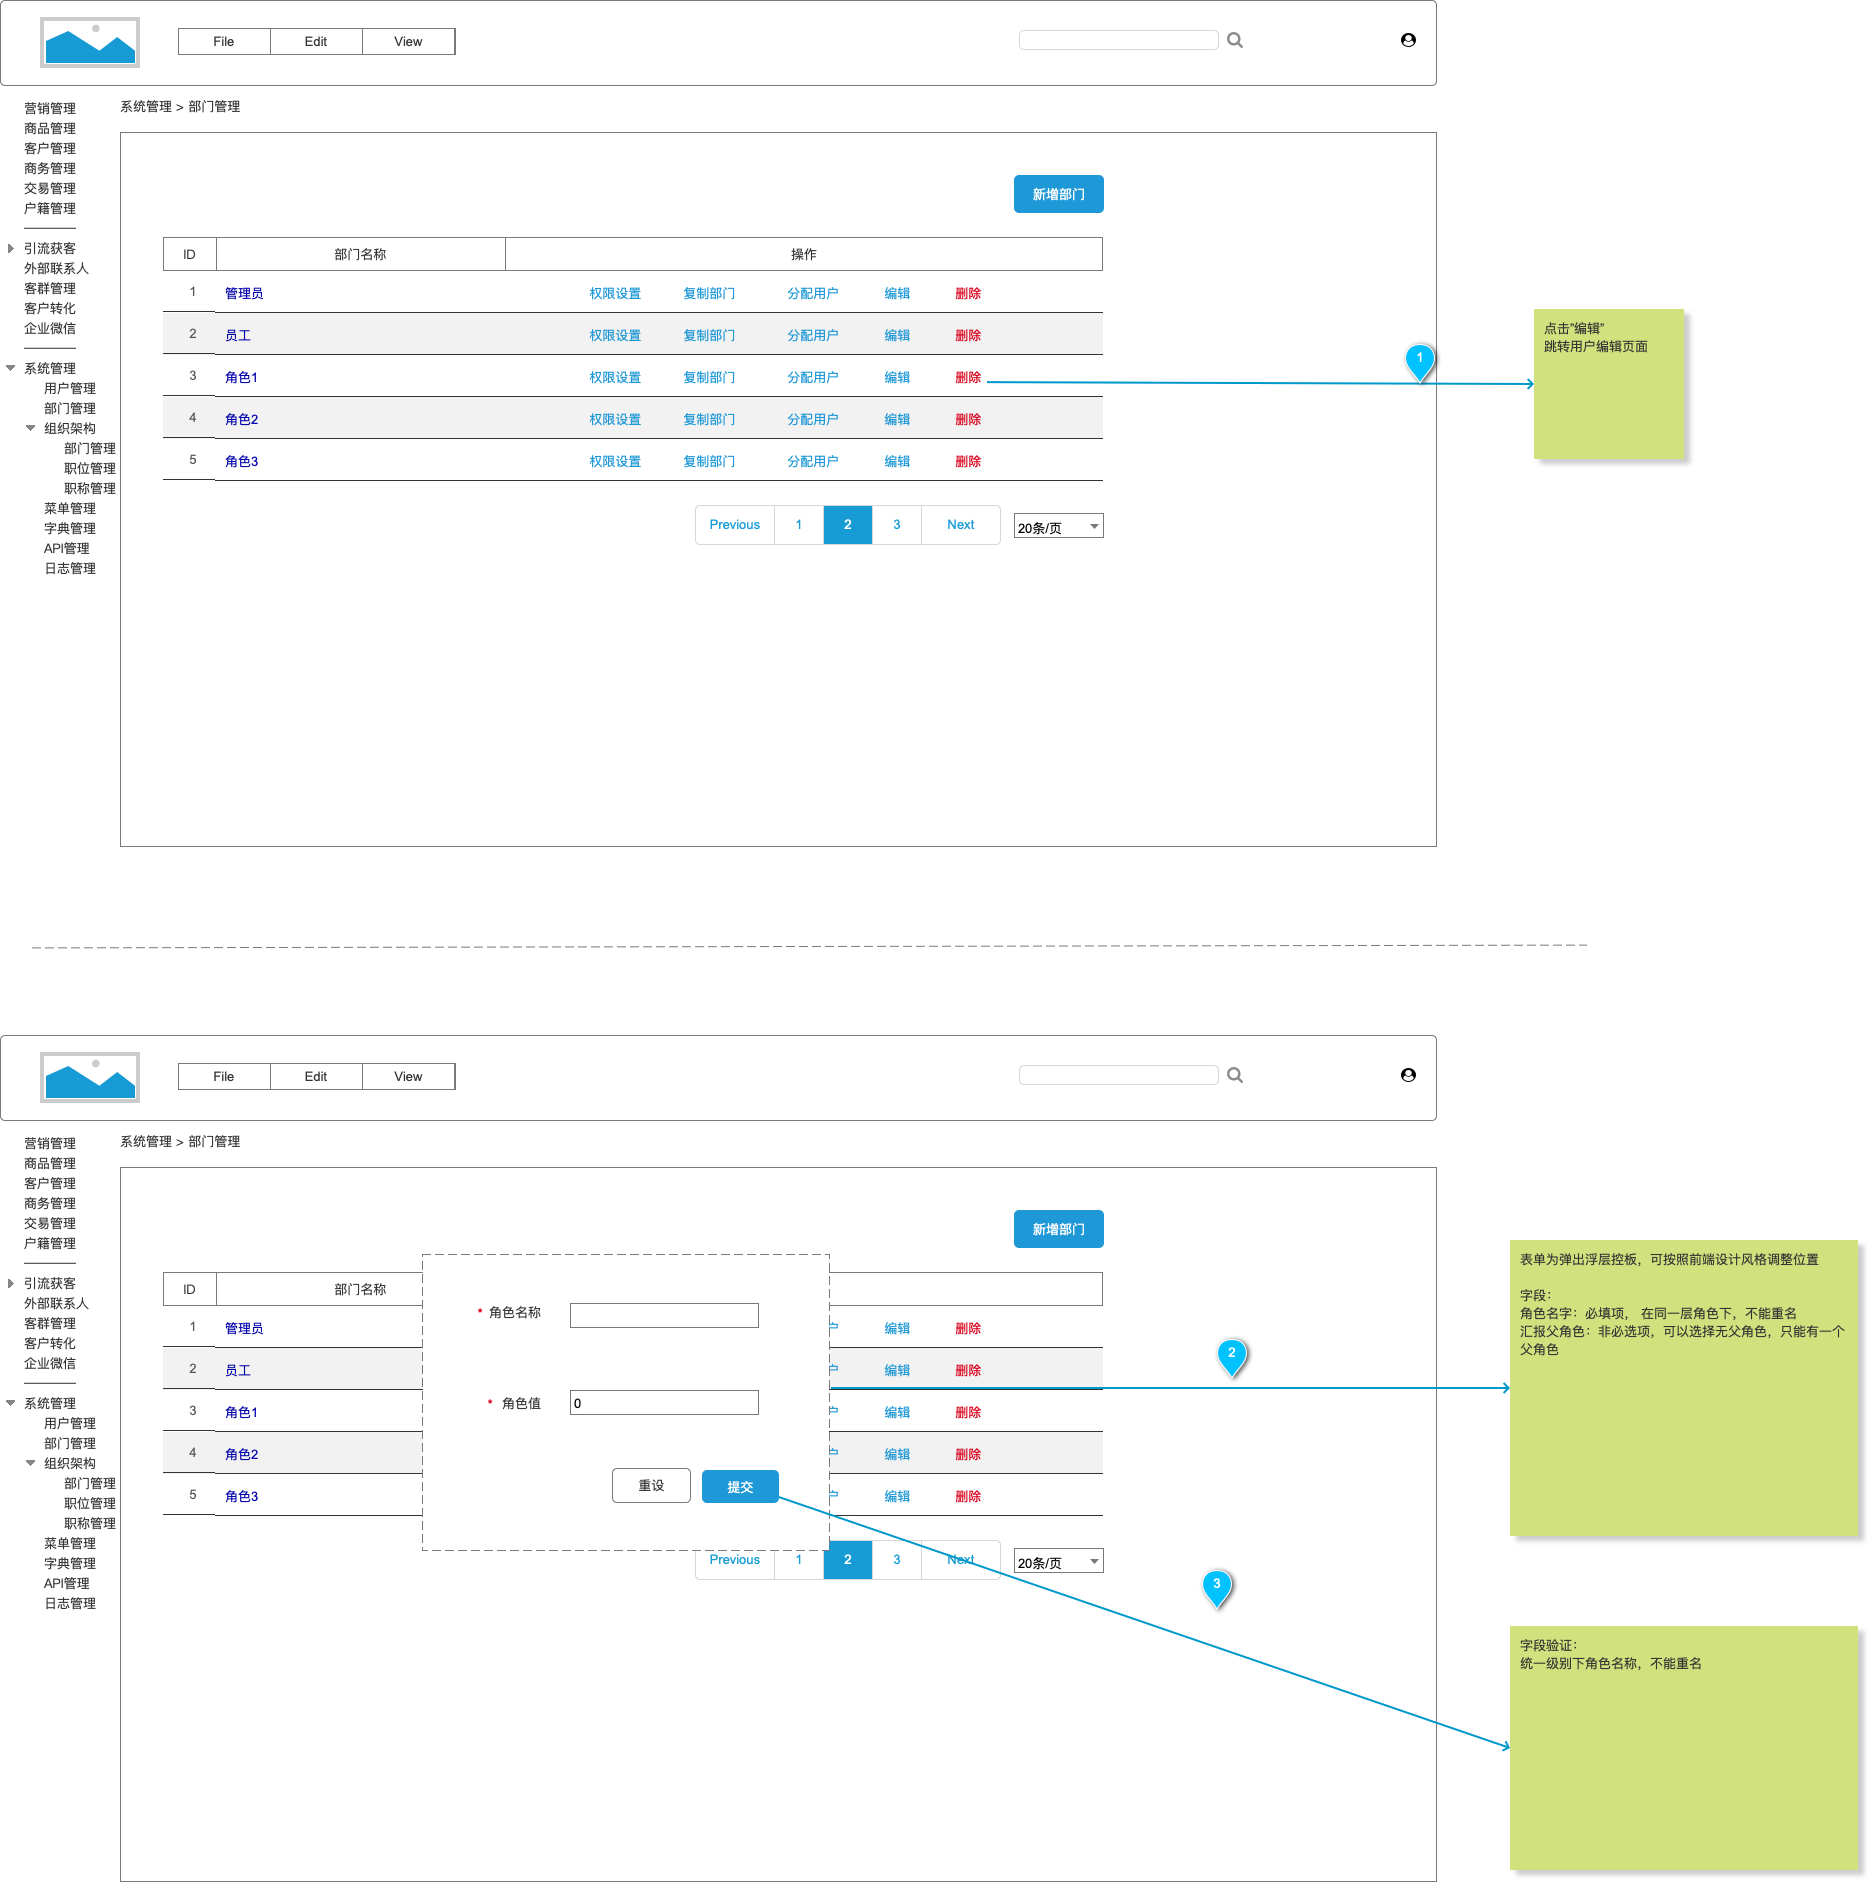 File Edit View
系统管理 > 部门管理
营销管理
商品管理
客户管理
商务管理
交易管理
户籍管理
引流获客
外部联系人
客群管理
客户转化
企业微信
系统管理
用户管理
部门管理
组织架构
部门管理
职位管理
职称管理
菜单管理
字典管理
API管理
日志管理
新增部门
ID 部门名称 操作
1 管理员 权限设置 复制部门 分配用户 编辑 删除
2 员工 权限设置 复制部门 分配用户 编辑 删除
3 角色1 权限设置 复制部门 分配用户 编辑 删除
4 角色2 权限设置 复制部门 分配用户 编辑 删除
5 角色3 权限设置 复制部门 分配用户 编辑 删除
Previous 1 2 3 Next 20条/页
1
点击”编辑”
跳转用户编辑页面
File Edit View
系统管理 > 部门管理
营销管理
商品管理
客户管理
商务管理
交易管理
户籍管理
引流获客
外部联系人
客群管理
客户转化
企业微信
系统管理
用户管理
部门管理
组织架构
部门管理
职位管理
职称管理
菜单管理
字典管理
API管理
日志管理
新增部门
ID 部门名称
1 管理员 编辑 删除
2 员工 编辑 删除
3 角色1 编辑 删除
4 角色2 编辑 删除
5 角色3 编辑 删除
* 角色名称
* 角色值 0
重设 提交
Previous 1 2 3 Next 20条/页
2
表单为弹出浮层控板，可按照前端设计风格调整位置
字段：
角色名字：必填项， 在同一层角色下，不能重名
汇报父角色：非必选项，可以选择无父角色，只能有一个
父角色
3
字段验证：
统一级别下角色名称，不能重名